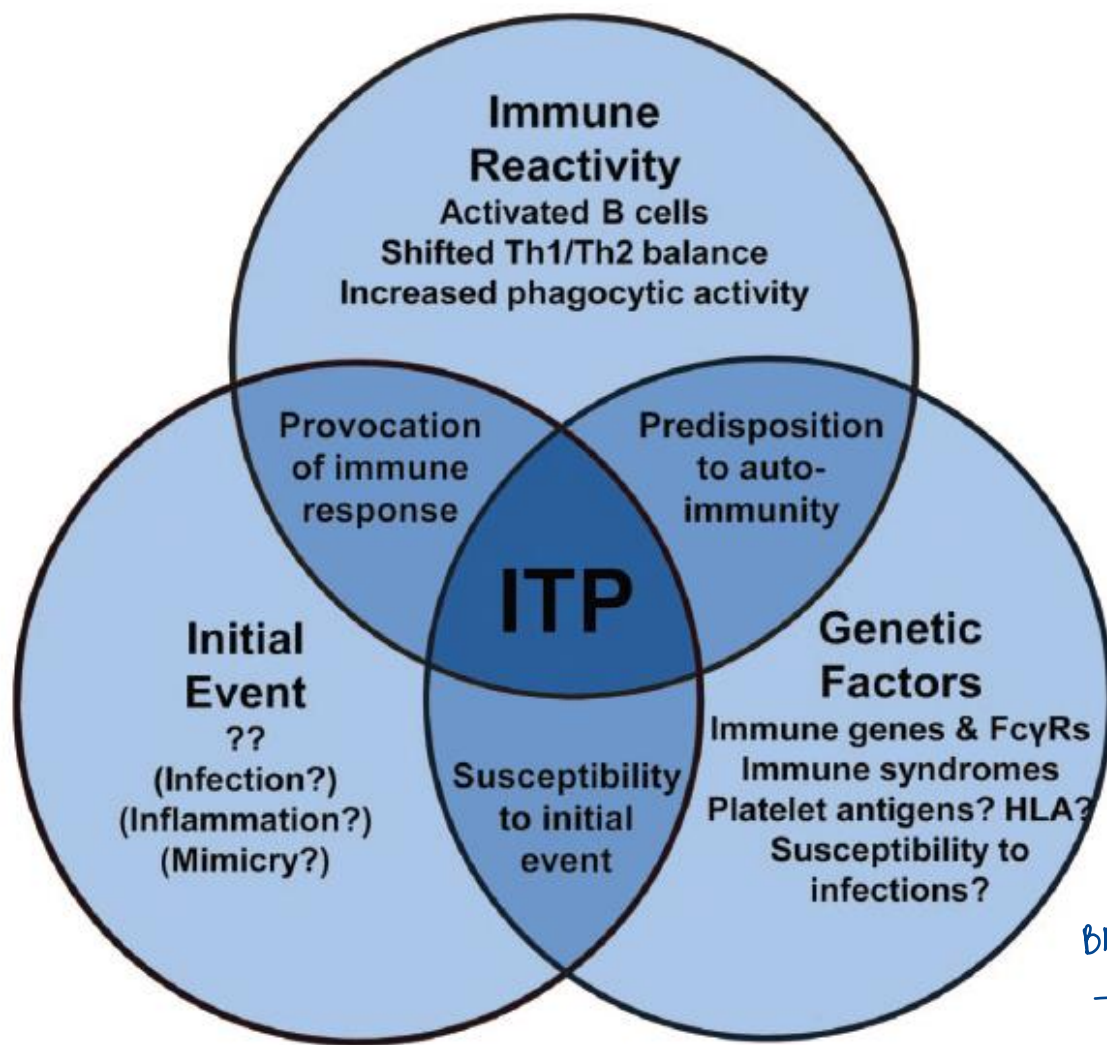 Immune
Reactivity
Activated B cells
Shifted Th1/Th2 balance
Increased phagocytic activity
Provocation
of immune
response
Predisposition
to auto-
immunity
ITP
Initial
Event
??
(Infection?)
(Inflammation?)
(Mimicry?)
Susceptibility
to initial
event
Genetic
Factors
Immune genes & FcγRs
Immune syndromes
Platelet antigens? HLA?
Susceptibility to
infections?